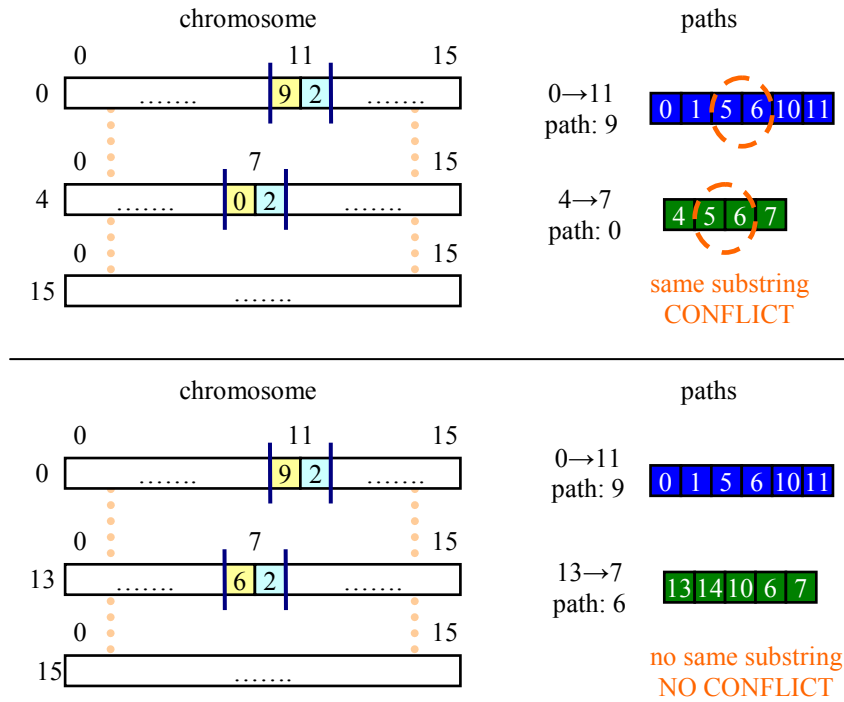 chromosome
paths
0 11 15
0 ....... 9 2 .......
0→11
path: 9
0 1 5 6 10 11
0 7 15
4 ....... 0 2 .......
4→7
path: 0
4 5 6 7
0 15
15 .......
same substring
CONFLICT
chromosome
paths
0 11 15
0 ....... 9 2 .......
0→11
path: 9
0 1 5 6 10 11
0 7 15
13 ....... 6 2 .......
13→7
path: 6
13 14 10 6 7
0 15
15 .......
no same substring
NO CONFLICT